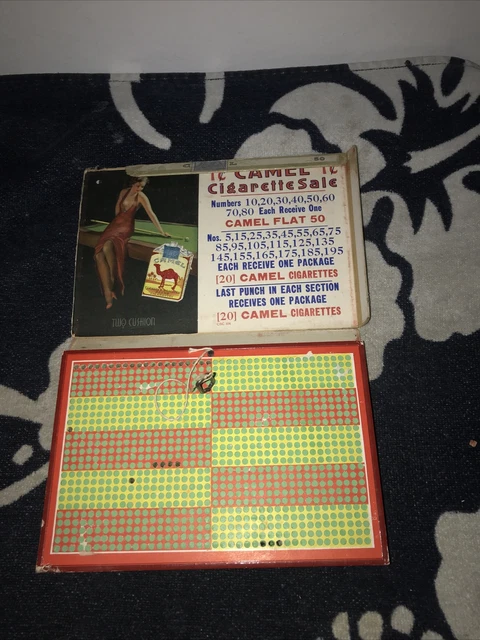 1¢ CAMEL 1¢
Cigarette Sale
Numbers 10,20,30,40,50,60
70,80 Each Receive One
CAMEL FLAT 50
Nos. 5,15,25,35,45,55,65,75
85,95,105,115,125,135
145,155,165,175,185,195
EACH RECEIVE ONE PACKAGE
[20] CAMEL CIGARETTES
LAST PUNCH IN EACH SECTION
RECEIVES ONE PACKAGE
[20] CAMEL CIGARETTES
CAMEL
TWO CUSHION